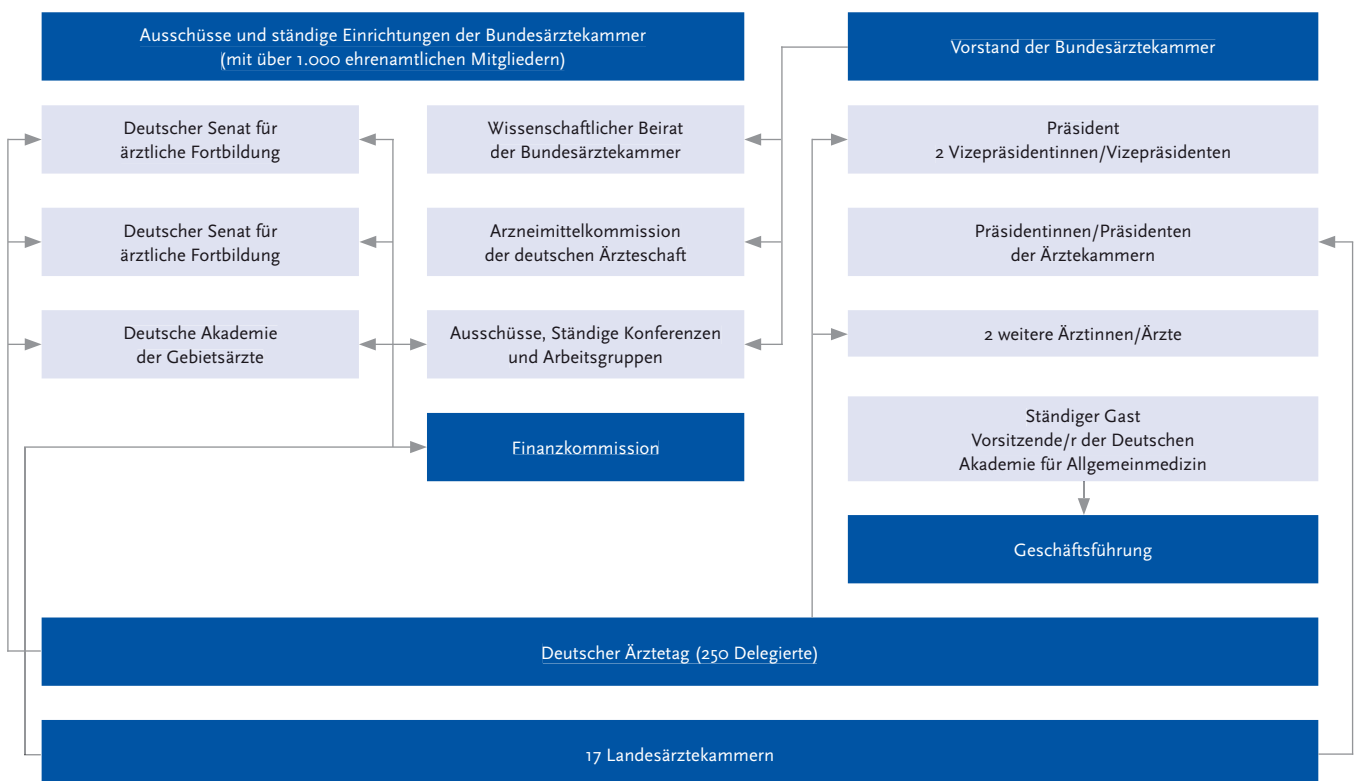 Ausschüsse und ständige Einrichtungen der Bundesärztekammer
(mit über 1.000 ehrenamtlichen Mitgliedern)
Vorstand der Bundesärztekammer
Deutscher Senat für
ärztliche Fortbildung
Wissenschaftlicher Beirat
der Bundesärztekammer
Präsident
2 Vizepräsidentinnen/Vizepräsidenten
Deutscher Senat für
ärztliche Fortbildung
Arzneimittelkommission
der deutschen Ärzteschaft
Präsidentinnen/Präsidenten
der Ärztekammern
Deutsche Akademie
der Gebietsärzte
Ausschüsse, Ständige Konferenzen
und Arbeitsgruppen
2 weitere Ärztinnen/Ärzte
Finanzkommission
Ständiger Gast
Vorsitzende/r der Deutschen
Akademie für Allgemeinmedizin
Geschäftsführung
Deutscher Ärztetag (250 Delegierte)
17 Landesärztekammern